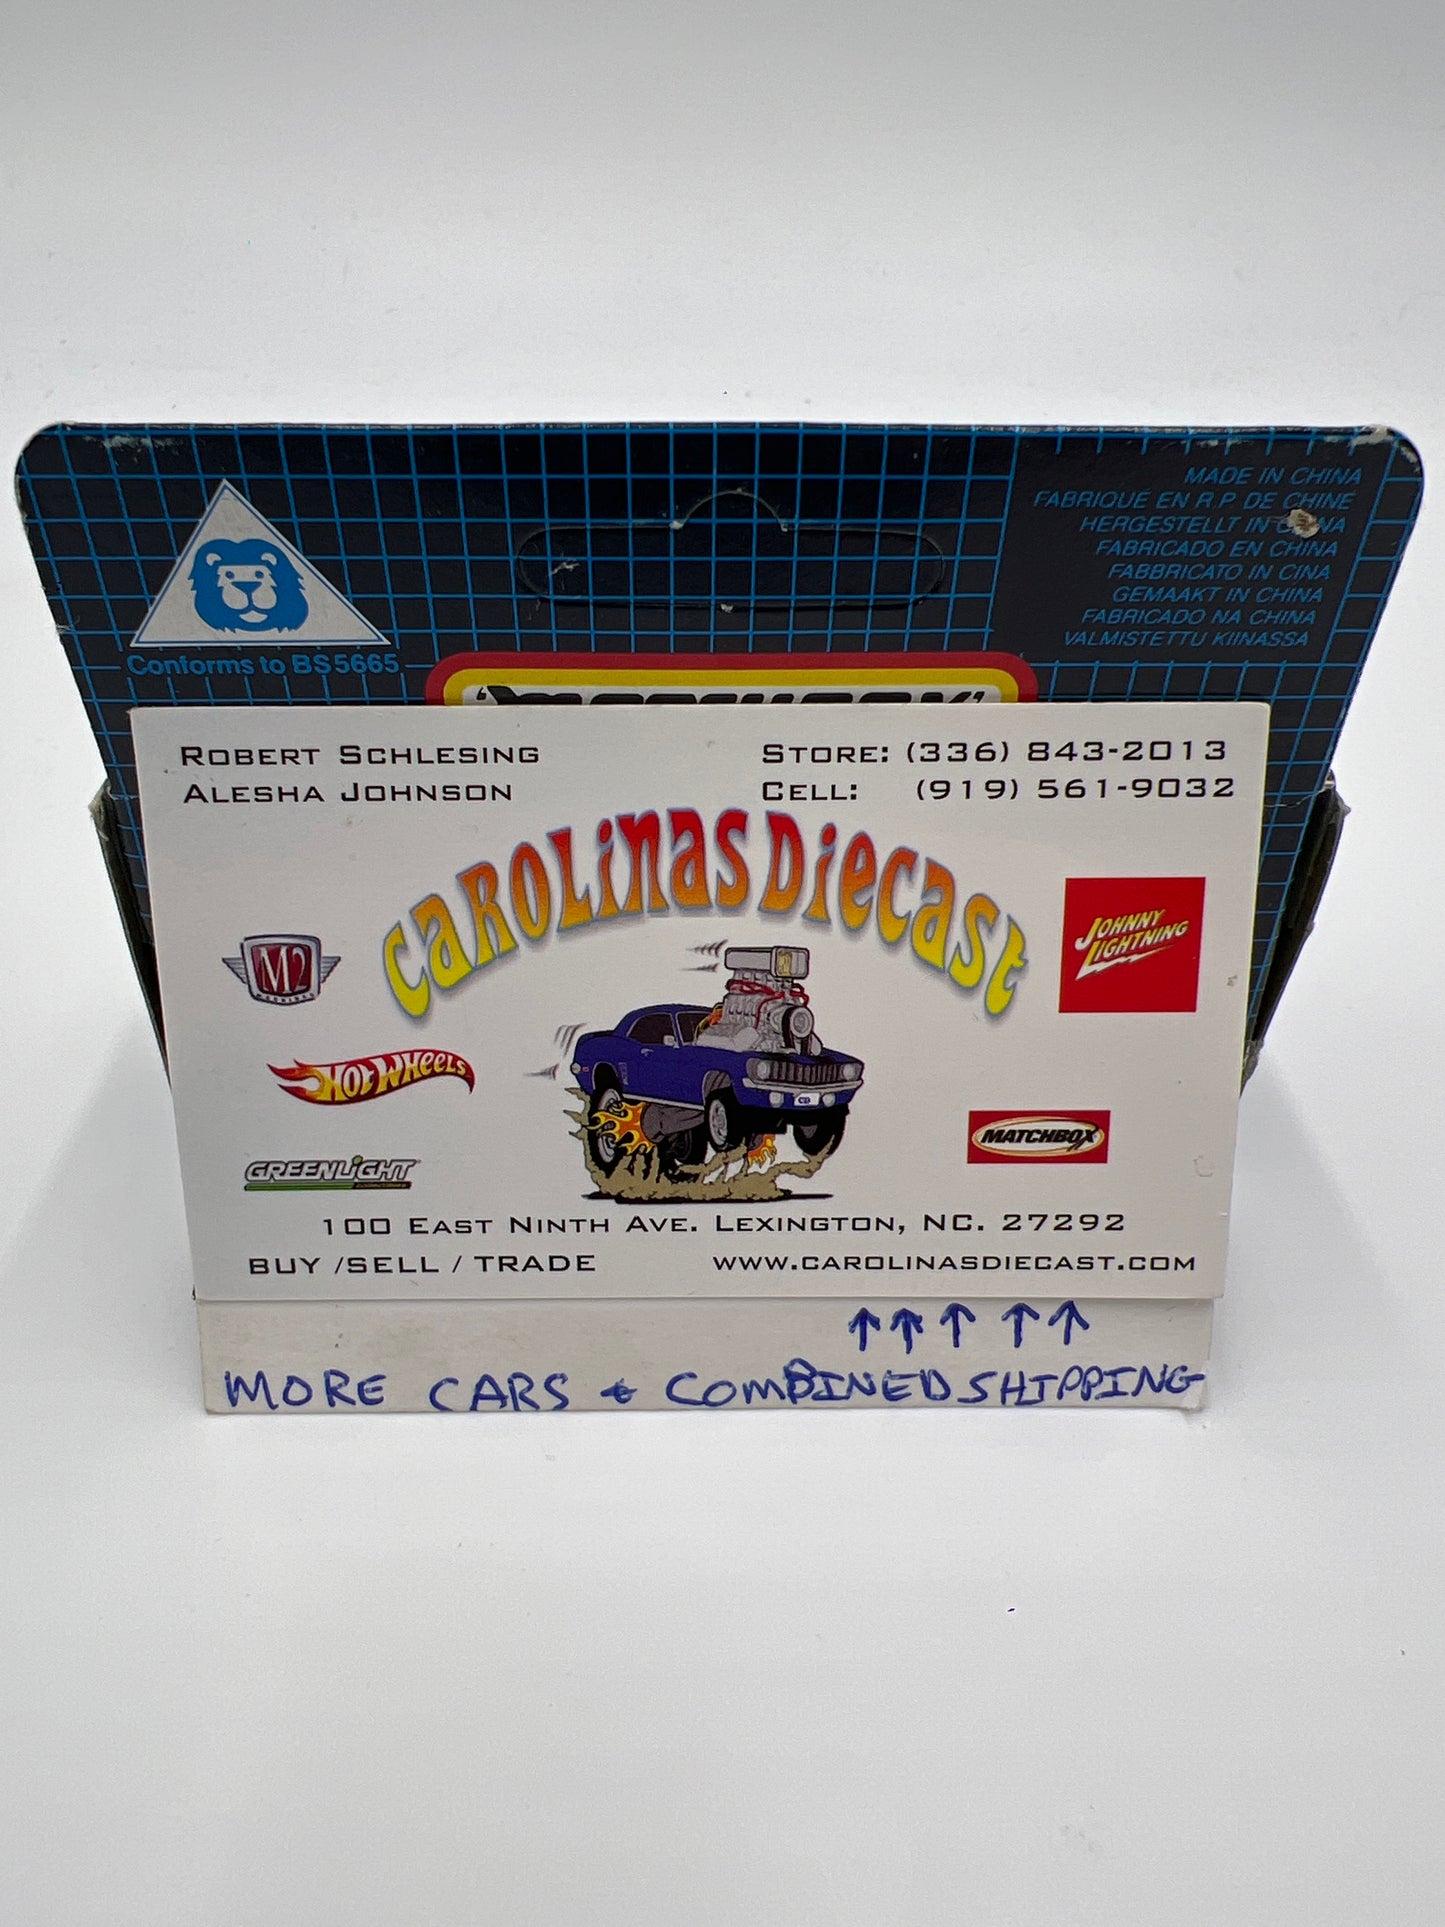 MADE IN CHINA
FABRIQUÉ EN R.P. DE CHINE
HERGESTELLT IN CHINA
FABRICADO EN CHINA
FABBRICATO IN CINA
GEMAAKT IN CHINA
FABRICADO NA CHINA
VALMISTETTU KIINASSA
Conforms to BS5665
'MATCHBOX'
ROBERT SCHLESING
ALESHA JOHNSON
STORE: (336) 843-2013
CELL: (919) 561-9032
CAROLINAS DIECAST
M2
MACHINES
JOHNNY
LIGHTNING
HOT WHEELS
MATCHBOX
GREENLIGHT
100 EAST NINTH AVE. LEXINGTON, NC. 27292
BUY /SELL / TRADE
WWW.CAROLINASDIECAST.COM
↑↑↑ ↑↑
MORE CARS & COMBINED SHIPPING